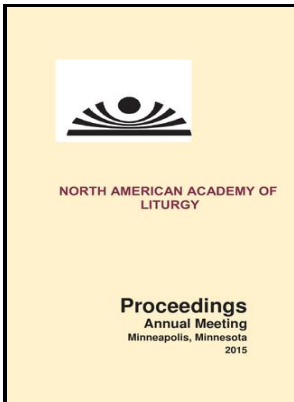 NORTH AMERICAN ACADEMY OF
LITURGY
Proceedings
Annual Meeting
Minneapolis, Minnesota
2015